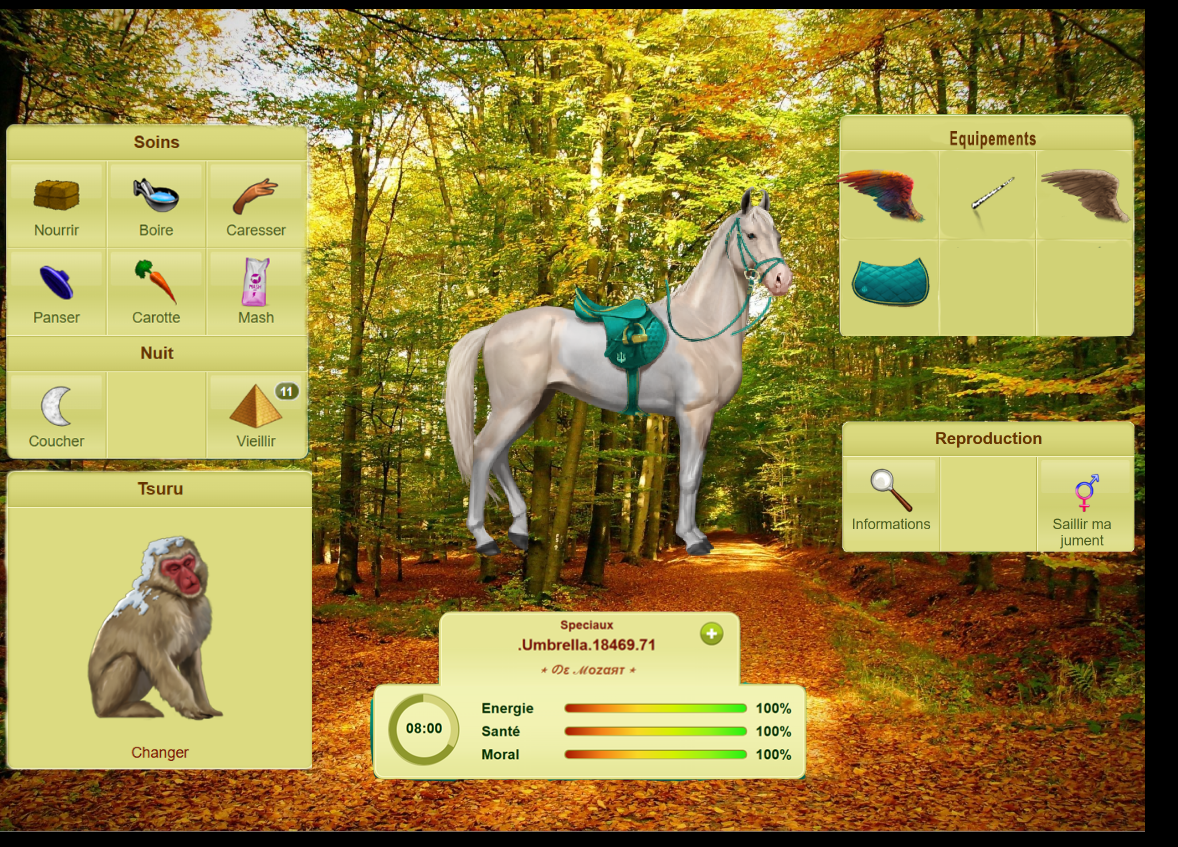 Soins
Nourrir
Boire
Caresser
Panser
Carotte
Mash
Nuit
11
Coucher
Vieillir
Tsuru
Changer
Equipements
Reproduction
Informations
Saillir ma
jument
Speciaux
.Umbrella.18469.71
⋆ De Mozart ⋆
08:00
Energie 100%
Santé 100%
Moral 100%